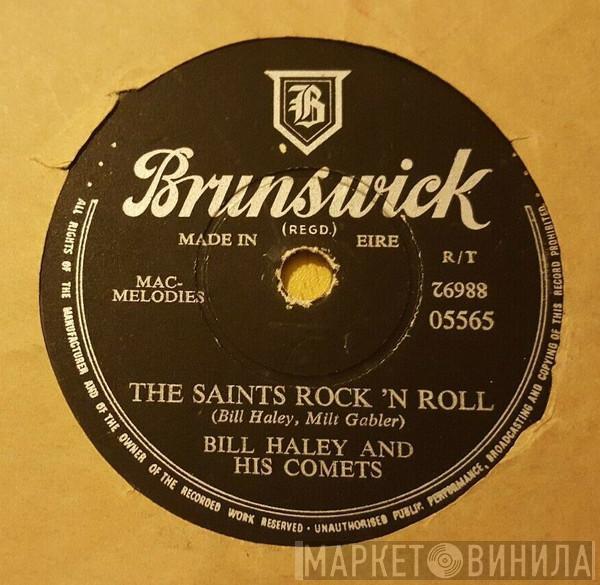 B
Brunswick
(REGD.)
MADE IN EIRE
R/T
MAC-
MELODIES
88692
05565
THE SAINTS ROCK 'N ROLL
(Bill Haley, Milt Gabler)
BILL HALEY AND
HIS COMETS
ALL RIGHTS OF THE MANUFACTURER AND OF THE OWNER OF THE RECORDED WORK RESERVED · UNAUTHORISED PUBLIC PERFORMANCE, BROADCASTING AND COPYING OF THIS RECORD PROHIBITED
МАРКЕТ ВИНИЛА